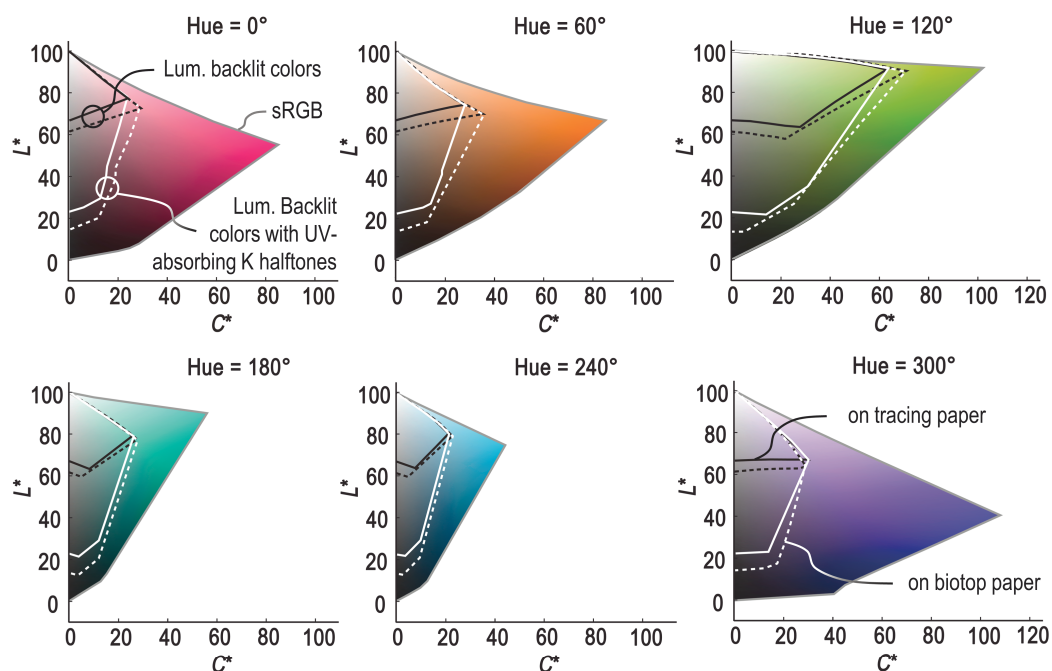 Hue = 0°
100
80
60
40
20
0
L*
Lum. backlit colors
sRGB
Lum. Backlit
colors with UV-
absorbing K halftones
0 20 40 60 80 100
C*
Hue = 60°
100
80
60
40
20
0
L*
0 20 40 60 80 100
C*
Hue = 120°
100
80
60
40
20
0
L*
0 20 40 60 80 100 120
C*
Hue = 180°
100
80
60
40
20
0
L*
0 20 40 60 80 100
C*
Hue = 240°
100
80
60
40
20
0
L*
0 20 40 60 80 100
C*
Hue = 300°
100
80
60
40
20
0
L*
on tracing paper
on biotop paper
0 20 40 60 80 100 120
C*